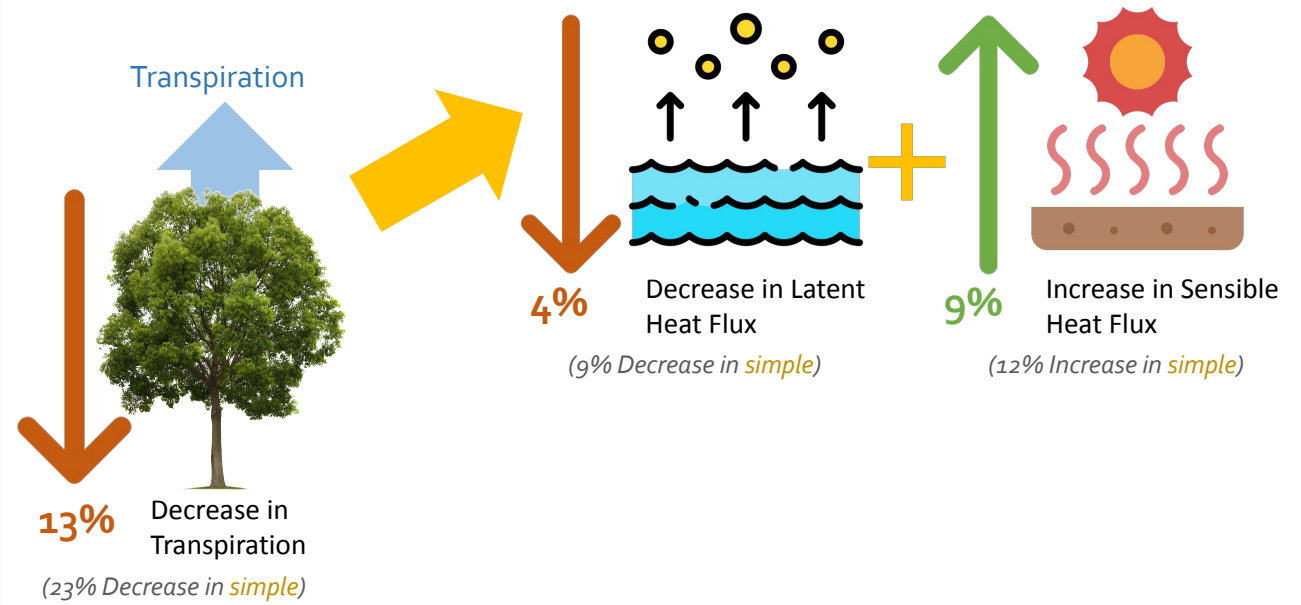 Transpiration
13%
Decrease in
Transpiration
(23% Decrease in simple)
4%
Decrease in Latent
Heat Flux
(9% Decrease in simple)
9%
Increase in Sensible
Heat Flux
(12% Increase in simple)